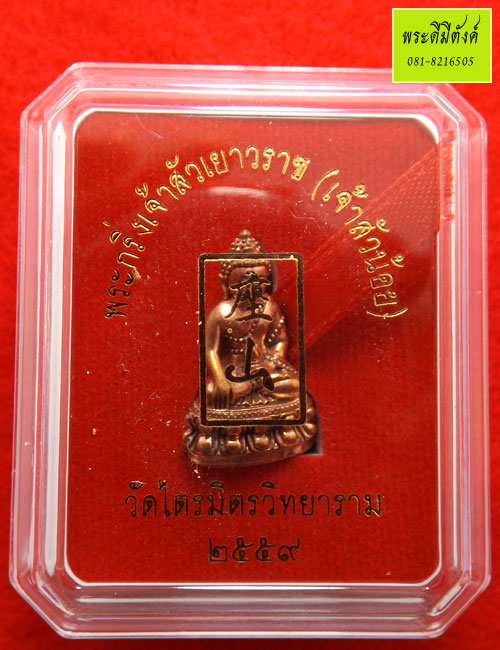 พระดีมีตังค์
081-8216505
พระกริ่งเจ้าสัวเยาวราช (เจ้าสัวน้อย)
座
山
วัดไตรมิตรวิทยาราม
๒๕๕๙